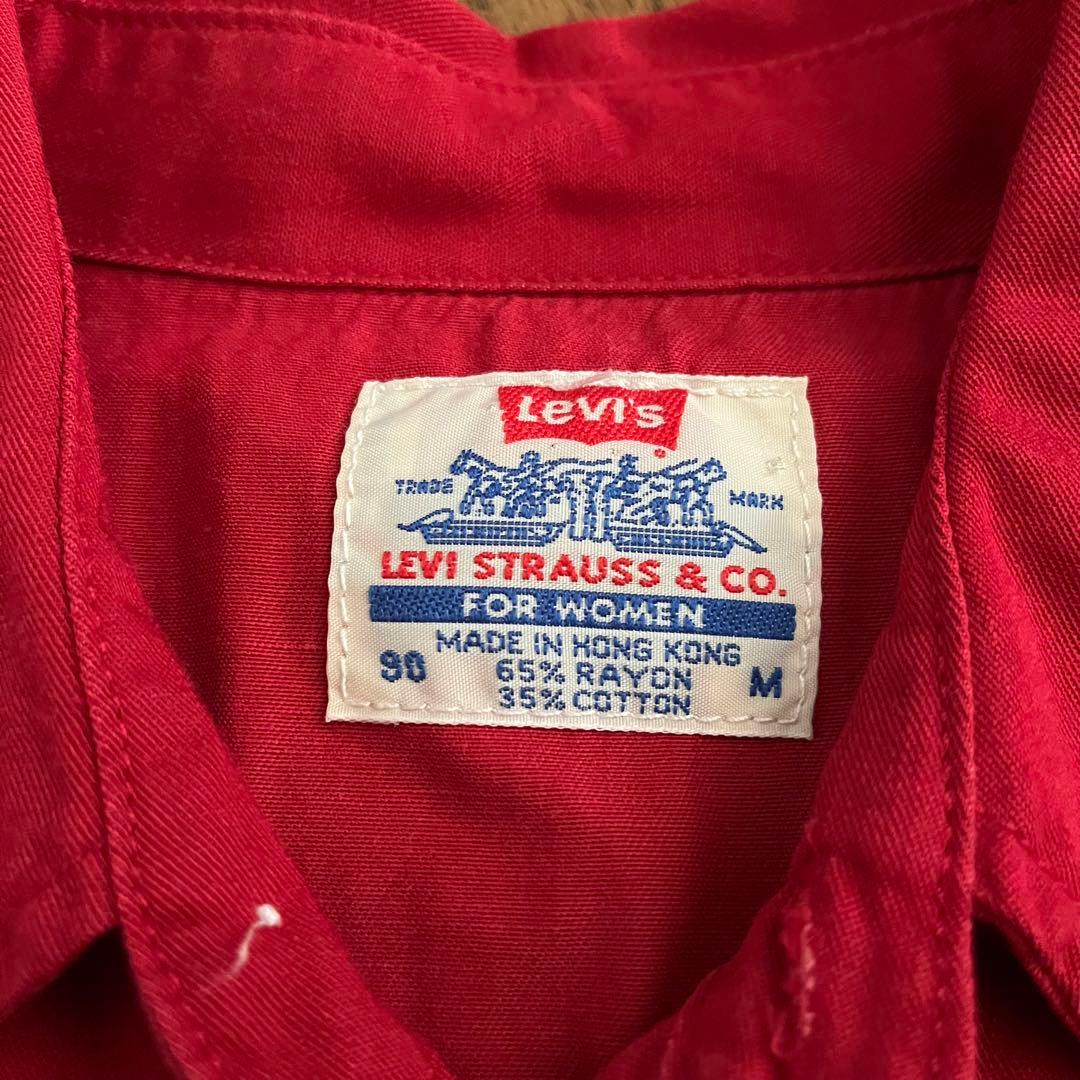 Levi's
TRADE MARK
LEVI STRAUSS & CO.
FOR WOMEN
MADE IN HONG KONG
90 65% RAYON M
35% COTTON